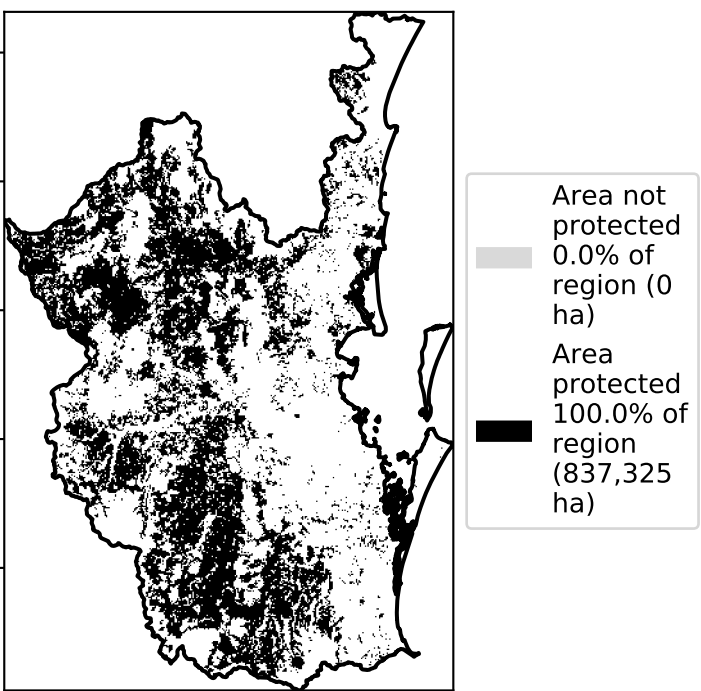 Area not
protected
0.0% of
region (0
ha)
Area
protected
100.0% of
region
(837,325
ha)